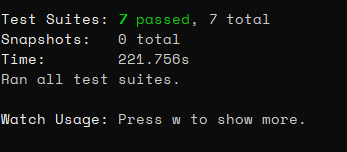 Test Suites: 7 passed, 7 total
Snapshots:   0 total
Time:        221.756s
Ran all test suites.
Watch Usage: Press w to show more.